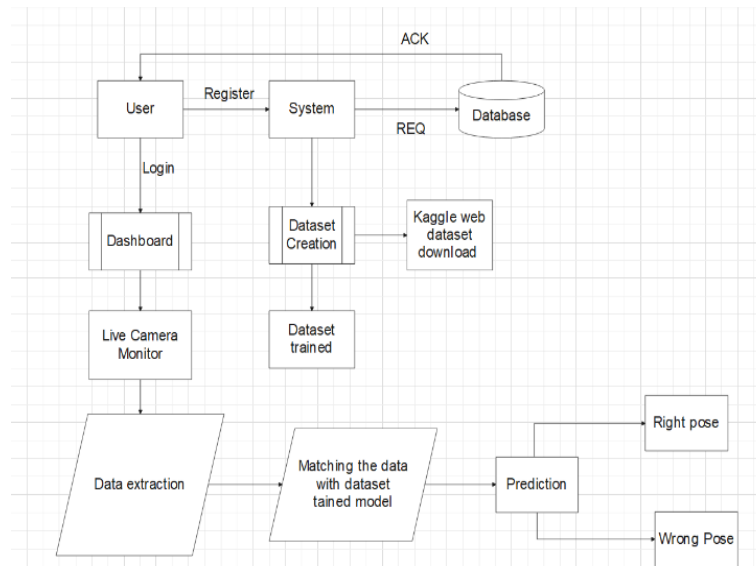 ACK
User
Register
System
REQ
Database
Login
Dashboard
Dataset
Creation
Kaggle web
dataset
download
Live Camera
Monitor
Dataset
trained
Data extraction
Matching the data
with dataset
tained model
Prediction
Right pose
Wrong Pose